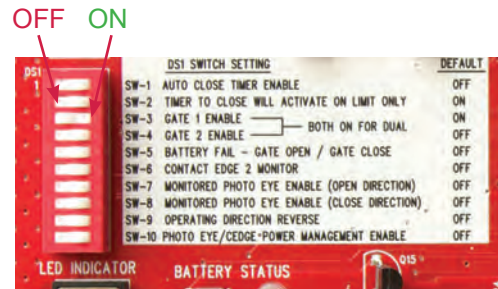 OFF ON
DS1 SWITCH SETTING DEFAULT
DS1
1
SW-1 AUTO CLOSE TIMER ENABLE OFF
SW-2 TIMER TO CLOSE WILL ACTIVATE ON LIMIT ONLY ON
SW-3 GATE 1 ENABLE ON
BOTH ON FOR DUAL
SW-4 GATE 2 ENABLE OFF
SW-5 BATTERY FAIL - GATE OPEN / GATE CLOSE OFF
SW-6 CONTACT EDGE 2 MONITOR OFF
SW-7 MONITORED PHOTO EYE ENABLE (OPEN DIRECTION) OFF
SW-8 MONITORED PHOTO EYE ENABLE (CLOSE DIRECTION) OFF
SW-9 OPERATING DIRECTION REVERSE OFF
SW-10 PHOTO EYE/CEDGE-POWER MANAGEMENT ENABLE OFF
LED INDICATOR BATTERY STATUS Q15